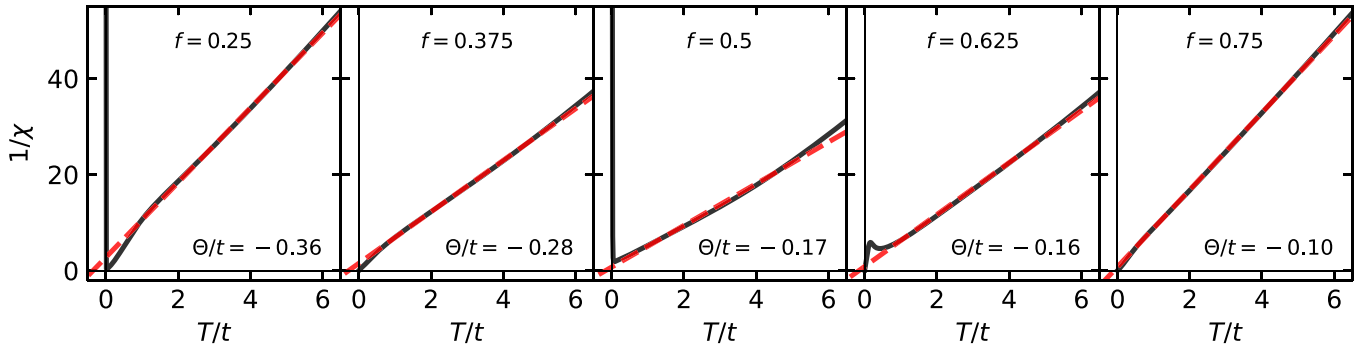 f = 0.25
f = 0.375
f = 0.5
f = 0.625
f = 0.75
40
20
0
1/χ
Θ/t = −0.36
Θ/t = −0.28
Θ/t = −0.17
Θ/t = −0.16
Θ/t = −0.10
0 2 4 6
0 2 4 6
0 2 4 6
0 2 4 6
0 2 4 6
T/t
T/t
T/t
T/t
T/t